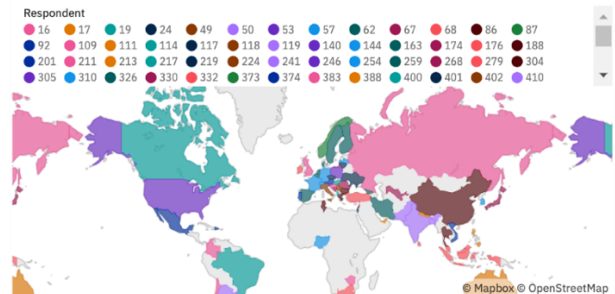 Respondent
16 17 19 24 49 50 53 57 62 67 68 86 87
92 109 111 114 117 118 119 140 144 163 174 176 188
201 211 213 217 219 224 241 246 254 259 268 279 304
305 310 326 330 332 373 374 383 388 400 401 402 410
© Mapbox © OpenStreetMap